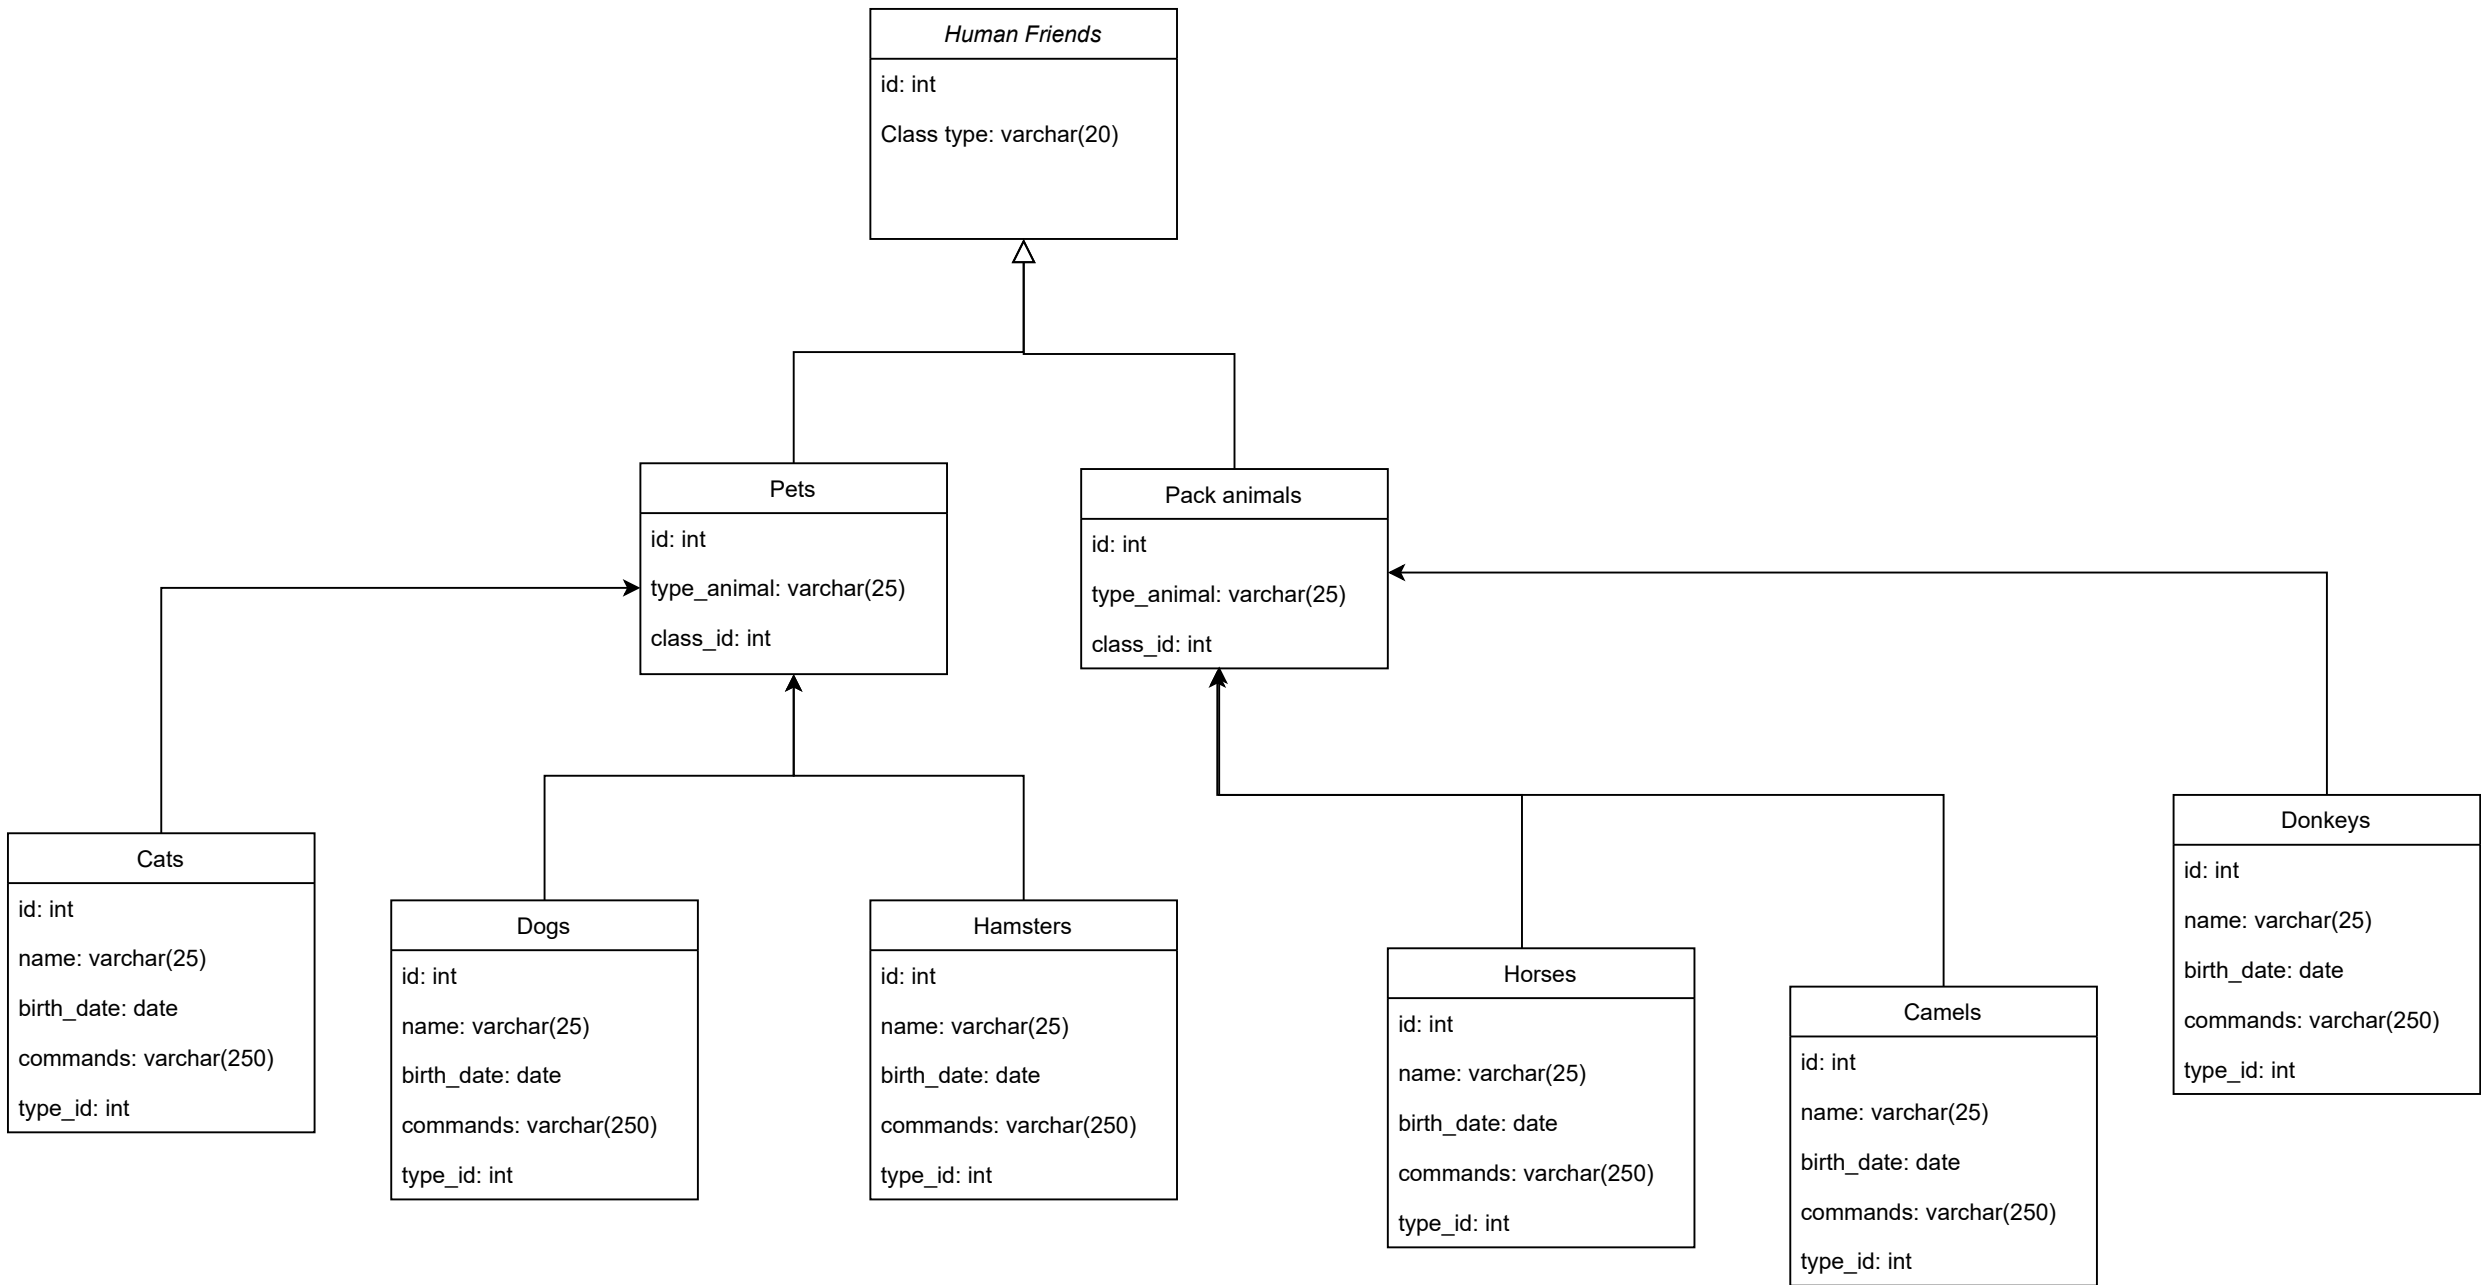 Human Friends
id: int
Class type: varchar(20)
Pets
id: int
type_animal: varchar(25)
class_id: int
Pack animals
id: int
type_animal: varchar(25)
class_id: int
Cats
id: int
name: varchar(25)
birth_date: date
commands: varchar(250)
type_id: int
Dogs
id: int
name: varchar(25)
birth_date: date
commands: varchar(250)
type_id: int
Hamsters
id: int
name: varchar(25)
birth_date: date
commands: varchar(250)
type_id: int
Horses
id: int
name: varchar(25)
birth_date: date
commands: varchar(250)
type_id: int
Camels
id: int
name: varchar(25)
birth_date: date
commands: varchar(250)
type_id: int
Donkeys
id: int
name: varchar(25)
birth_date: date
commands: varchar(250)
type_id: int